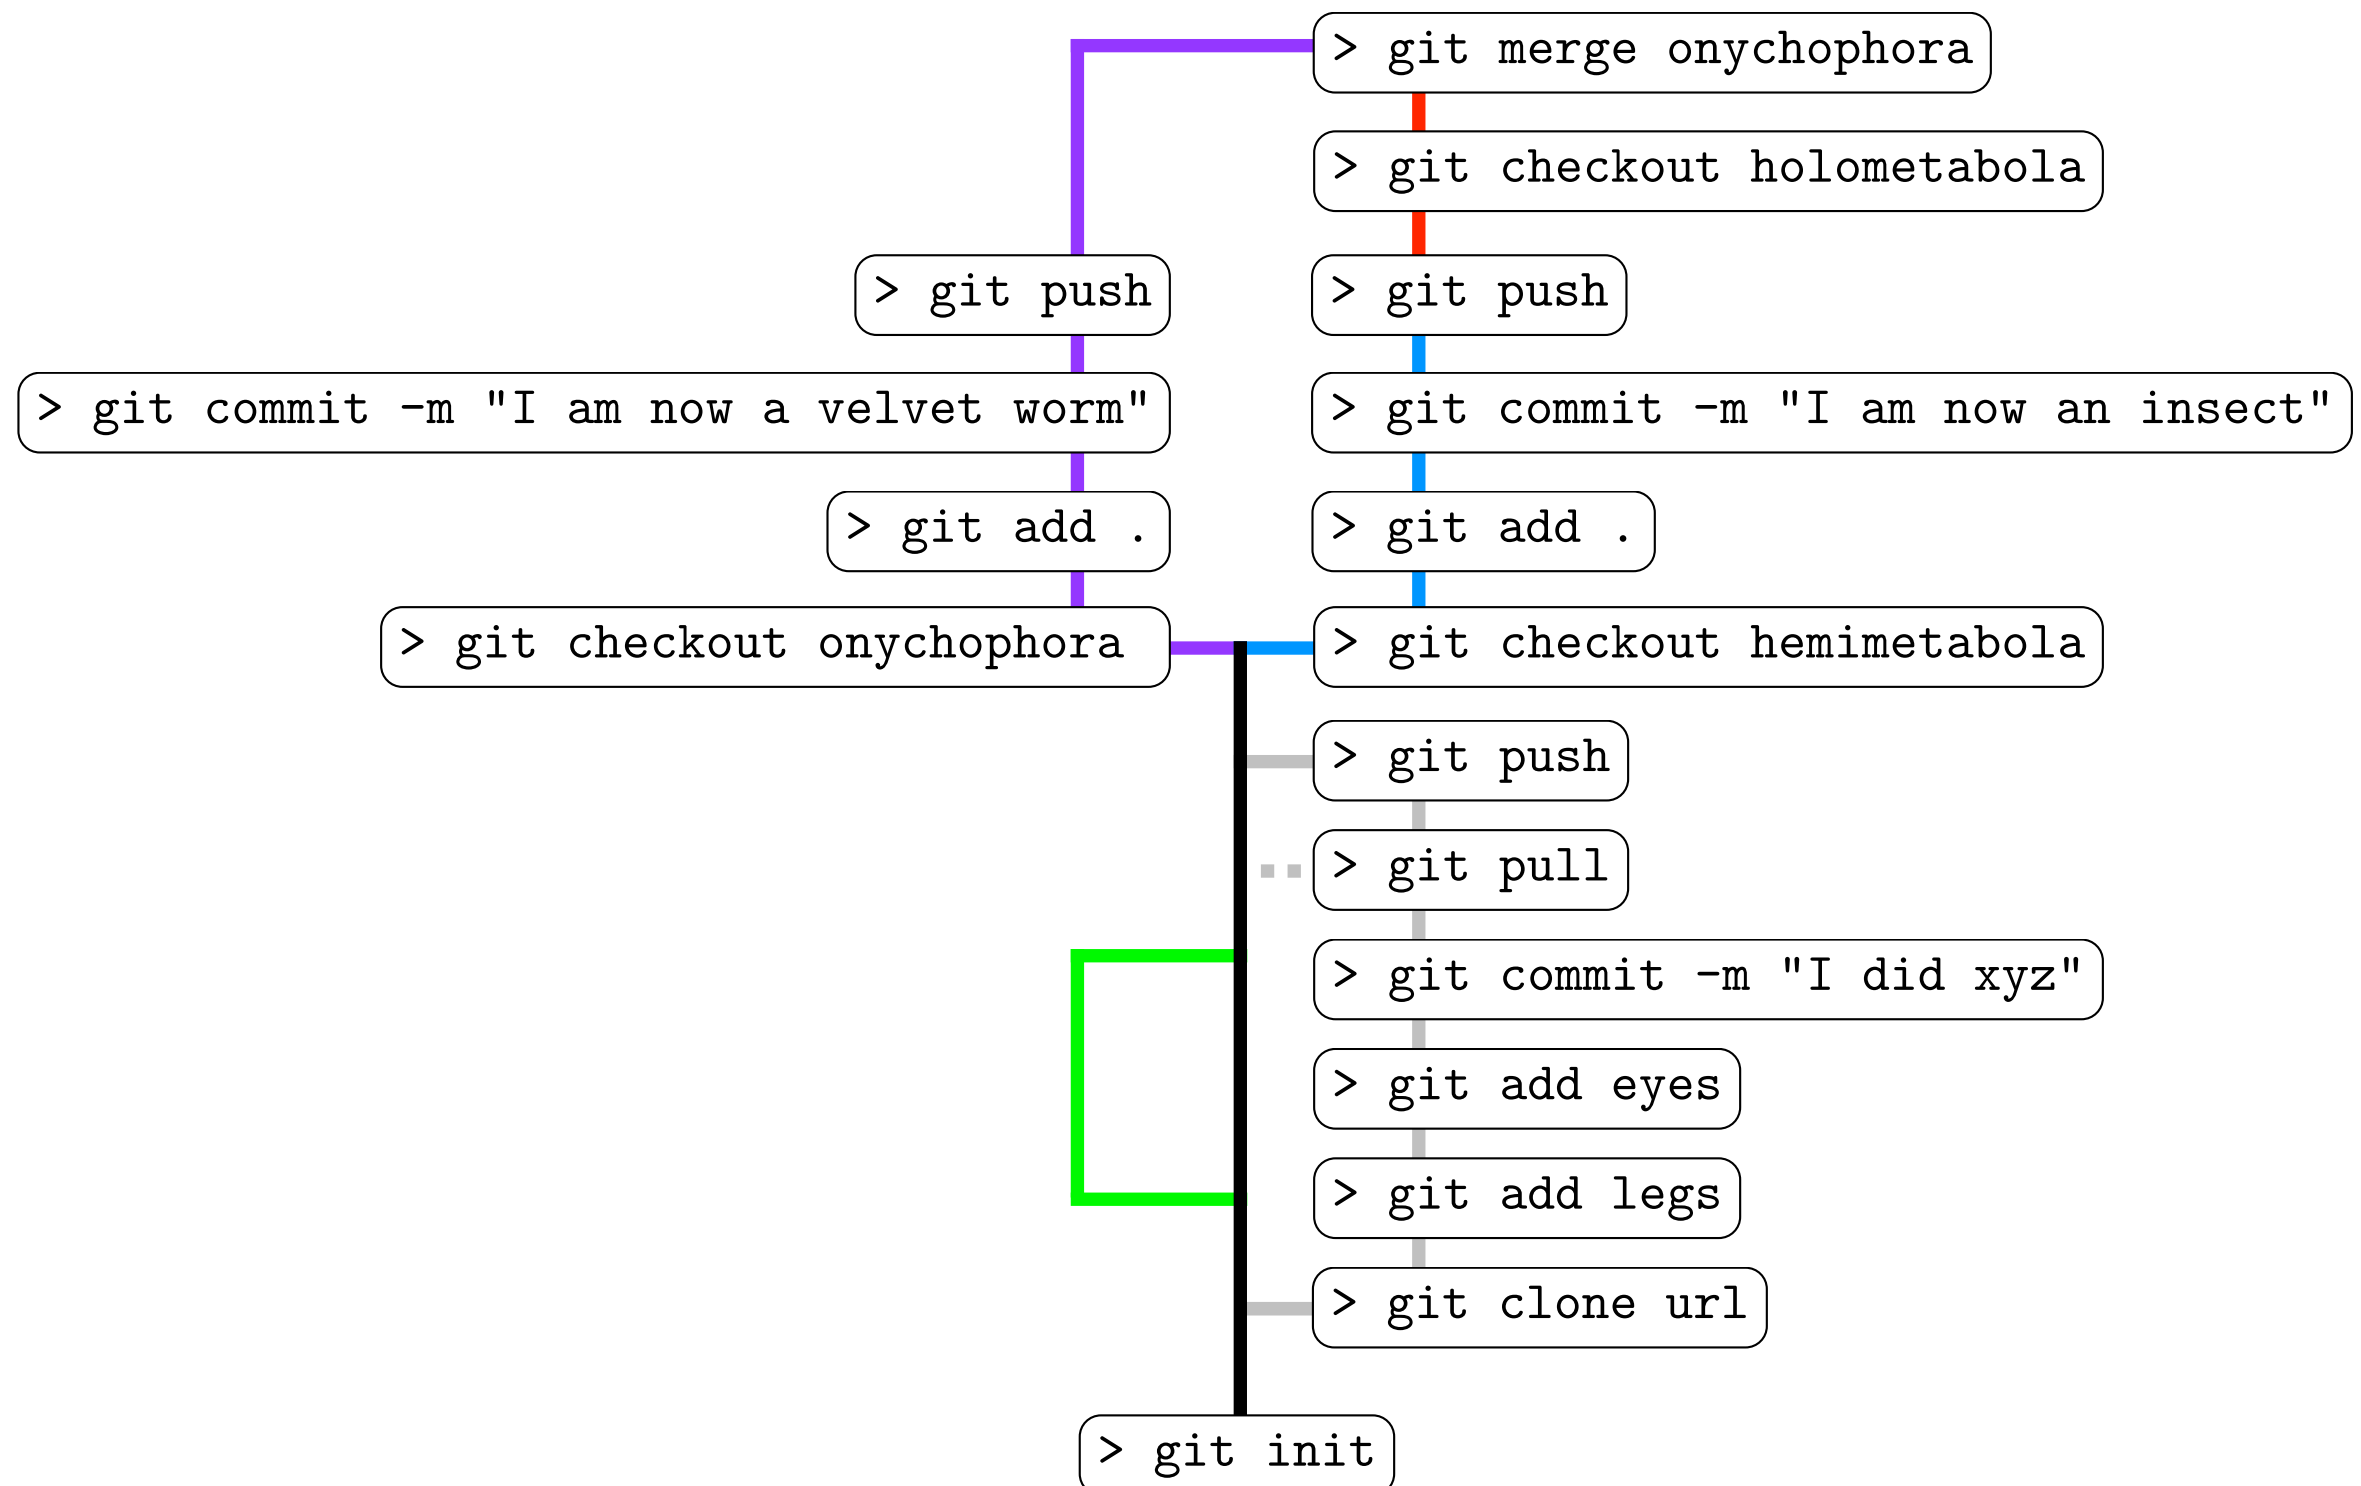 > git merge onychophora
> git checkout holometabola
> git push
> git push
> git commit -m "I am now a velvet worm"
> git commit -m "I am now an insect"
> git add .
> git add .
> git checkout onychophora
> git checkout hemimetabola
> git push
> git pull
> git commit -m "I did xyz"
> git add eyes
> git add legs
> git clone url
> git init